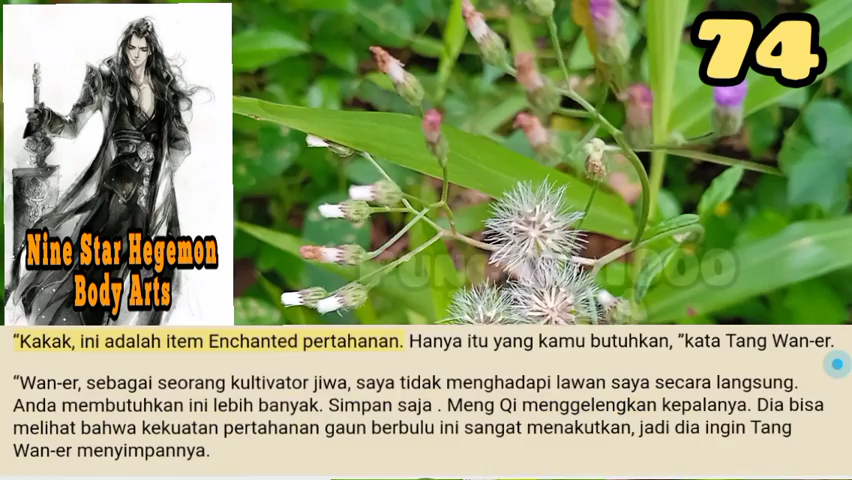 74
Nine Star Hegemon
Body Arts
“Kakak, ini adalah item Enchanted pertahanan. Hanya itu yang kamu butuhkan, ”kata Tang Wan-er.
“Wan-er, sebagai seorang kultivator jiwa, saya tidak menghadapi lawan saya secara langsung.
Anda membutuhkan ini lebih banyak. Simpan saja . Meng Qi menggelengkan kepalanya. Dia bisa
melihat bahwa kekuatan pertahanan gaun berbulu ini sangat menakutkan, jadi dia ingin Tang
Wan-er menyimpannya.